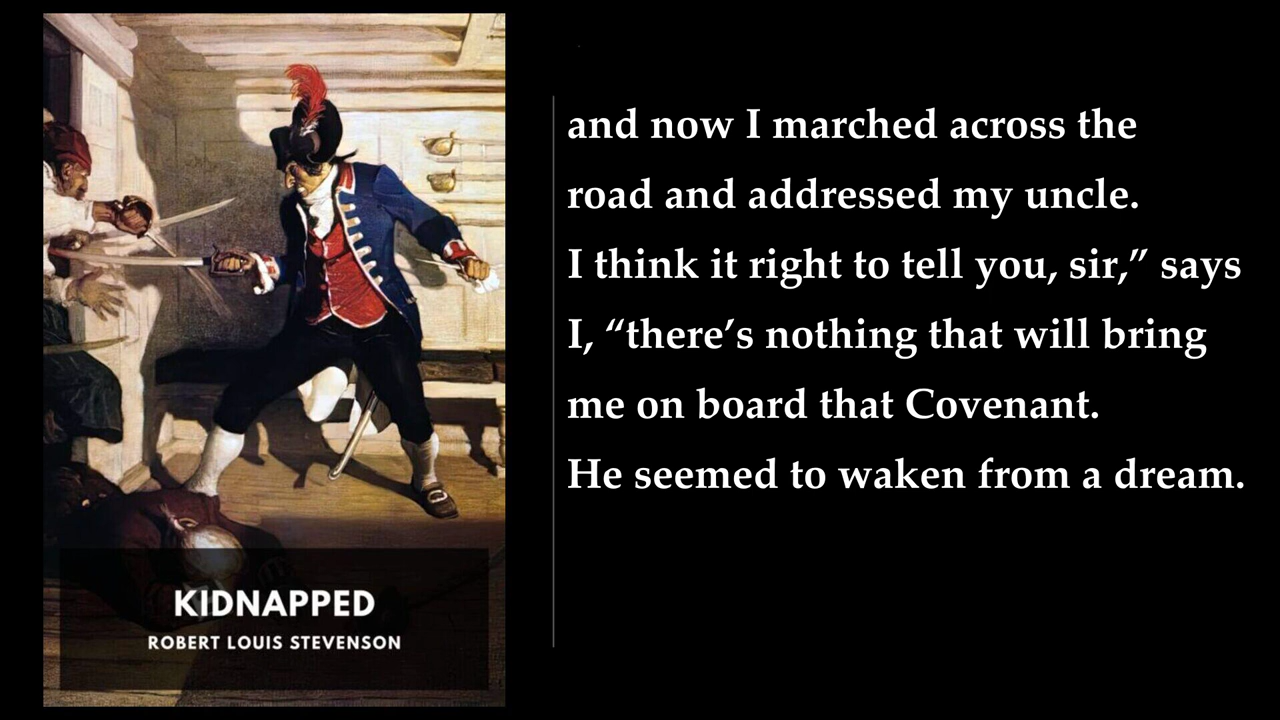 and now I marched across the
road and addressed my uncle.
I think it right to tell you, sir,” says
I, “there’s nothing that will bring
me on board that Covenant.
He seemed to waken from a dream.
KIDNAPPED
ROBERT LOUIS STEVENSON